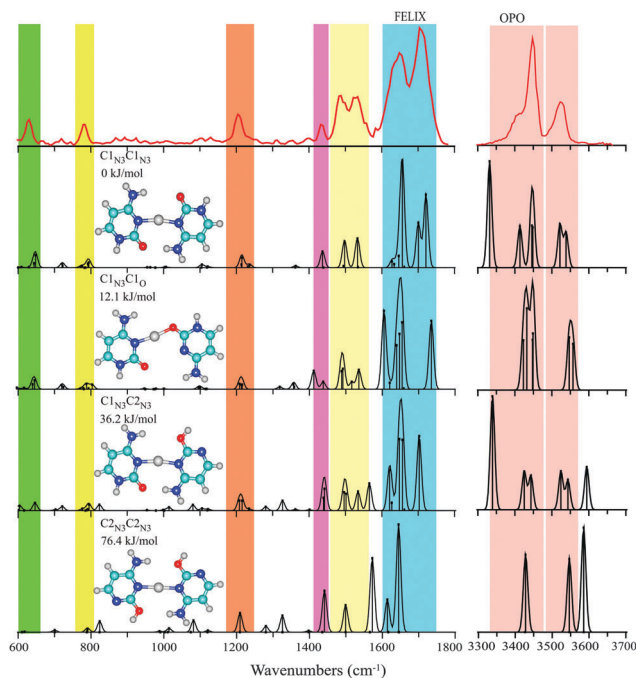 FELIX
OPO
C1N3C1N3
0 kJ/mol
C1N3C1O
12.1 kJ/mol
C1N3C2N3
36.2 kJ/mol
C2N3C2N3
76.4 kJ/mol
600 800 1000 1200 1400 1600 1800 3300 3400 3500 3600 3700
Wavenumbers (cm⁻¹)